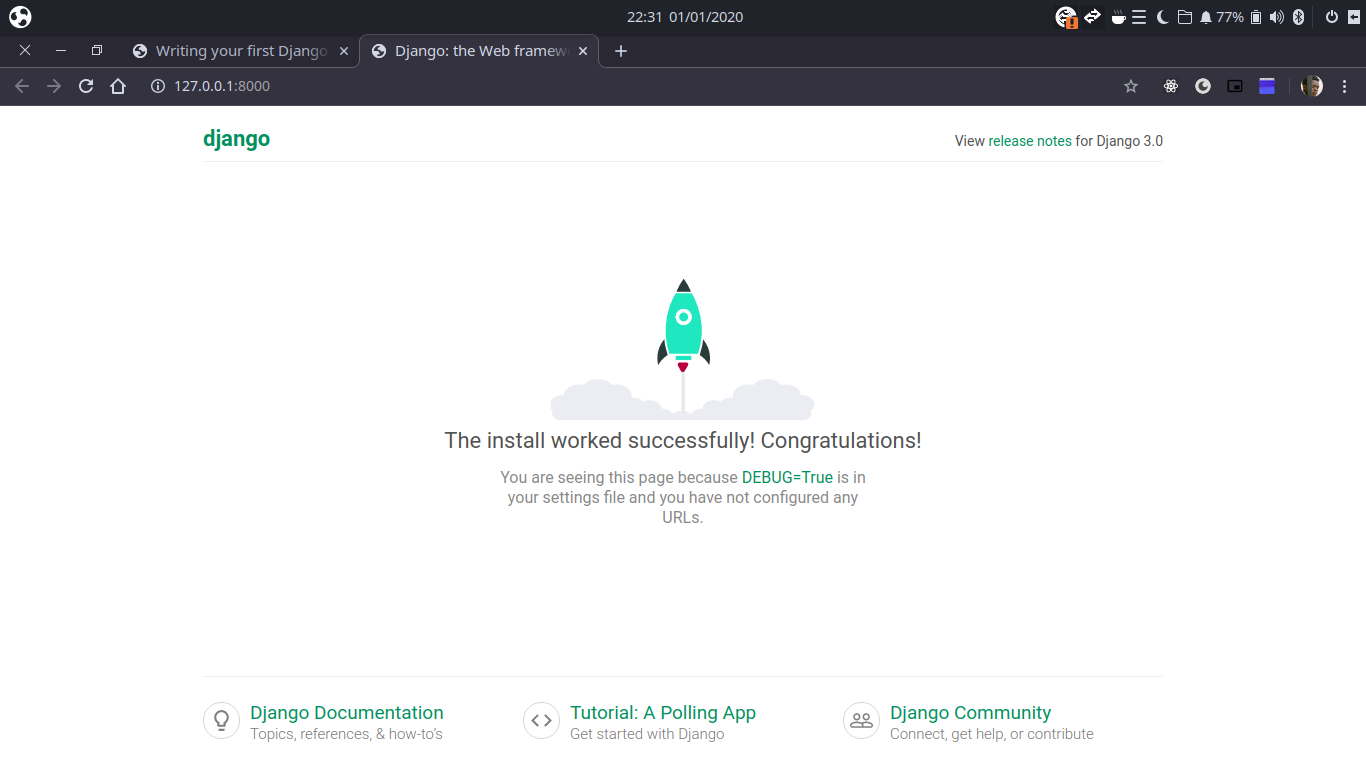 22:31 01/01/2020
77%
Writing your first Django
Django: the Web framew
127.0.0.1:8000
django
View release notes for Django 3.0
The install worked successfully! Congratulations!
You are seeing this page because DEBUG=True is in
your settings file and you have not configured any
URLs.
Django Documentation
Topics, references, & how-to's
Tutorial: A Polling App
Get started with Django
Django Community
Connect, get help, or contribute